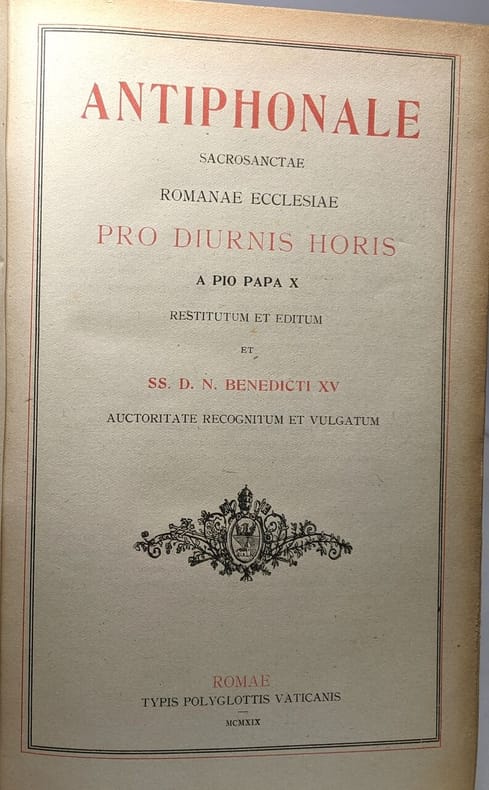 ANTIPHONALE
SACROSANCTAE
ROMANAE ECCLESIAE
PRO DIURNIS HORIS
A PIO PAPA X
RESTITUTUM ET EDITUM
ET
SS. D. N. BENEDICTI XV
AUCTORITATE RECOGNITUM ET VULGATUM
ROMAE
TYPIS POLYGLOTTIS VATICANIS
MCMXIX